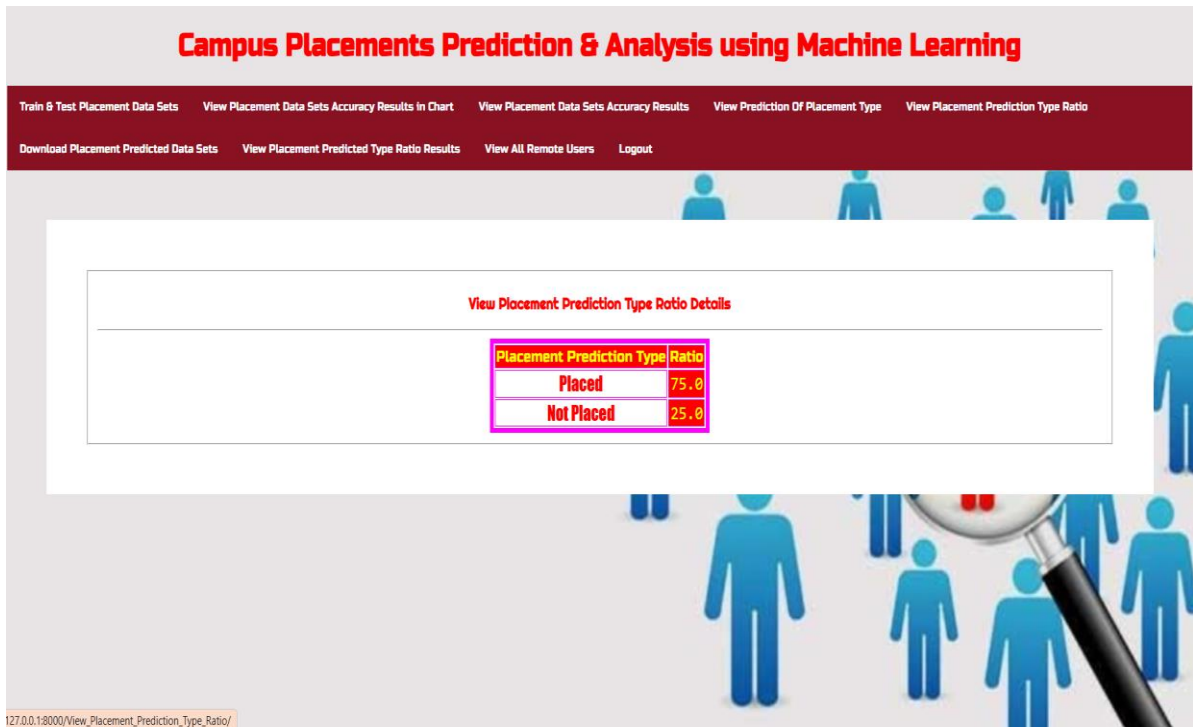 Campus Placements Prediction & Analysis using Machine Learning
Train & Test Placement Data Sets View Placement Data Sets Accuracy Results in Chart View Placement Data Sets Accuracy Results View Prediction Of Placement Type View Placement Prediction Type Ratio
Download Placement Predicted Data Sets View Placement Predicted Type Ratio Results View All Remote Users Logout
View Placement Prediction Type Ratio Details
Placement Prediction Type Ratio
Placed 75.0
Not Placed 25.0
127.0.0.1:8000/View_Placement_Prediction_Type_Ratio/